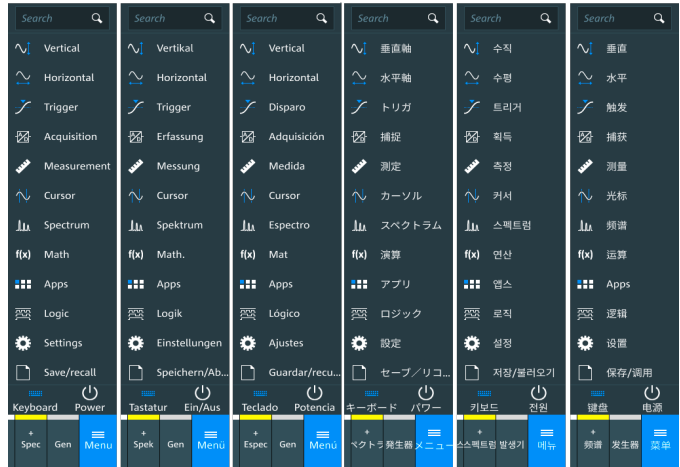 Search
Vertical
Horizontal
Trigger
Acquisition
Measurement
Cursor
Spectrum
f(x) Math
Apps
Logic
Settings
Save/recall
Keyboard Power
+
Spec Gen Menu
Search
Vertikal
Horizontal
Trigger
Erfassung
Messung
Cursor
Spektrum
f(x) Math.
Apps
Logik
Einstellungen
Speichern/Ab...
Tastatur Ein/Aus
+
Spek Gen Menü
Search
Vertical
Horizontal
Disparo
Adquisición
Medida
Cursor
Espectro
f(x) Mat
Apps
Lógico
Ajustes
Guardar/recu...
Teclado Potencia
+
Espec Gen Menú
Search
垂直軸
水平軸
トリガ
捕捉
測定
カーソル
スペクトラム
f(x) 演算
アプリ
ロジック
設定
セーブ／リコ...
キーボード パワー
+
ペクトラ 発生器 メニュー
Search
수직
수평
트리거
획득
측정
커서
스펙트럼
f(x) 연산
앱스
로직
설정
저장/불러오기
키보드 전원
+
스펙트럼 발생기 메뉴
Search
垂直
水平
触发
捕获
测量
光标
频谱
f(x) 运算
Apps
逻辑
设置
保存/调用
键盘 电源
+
频谱 发生器 菜单